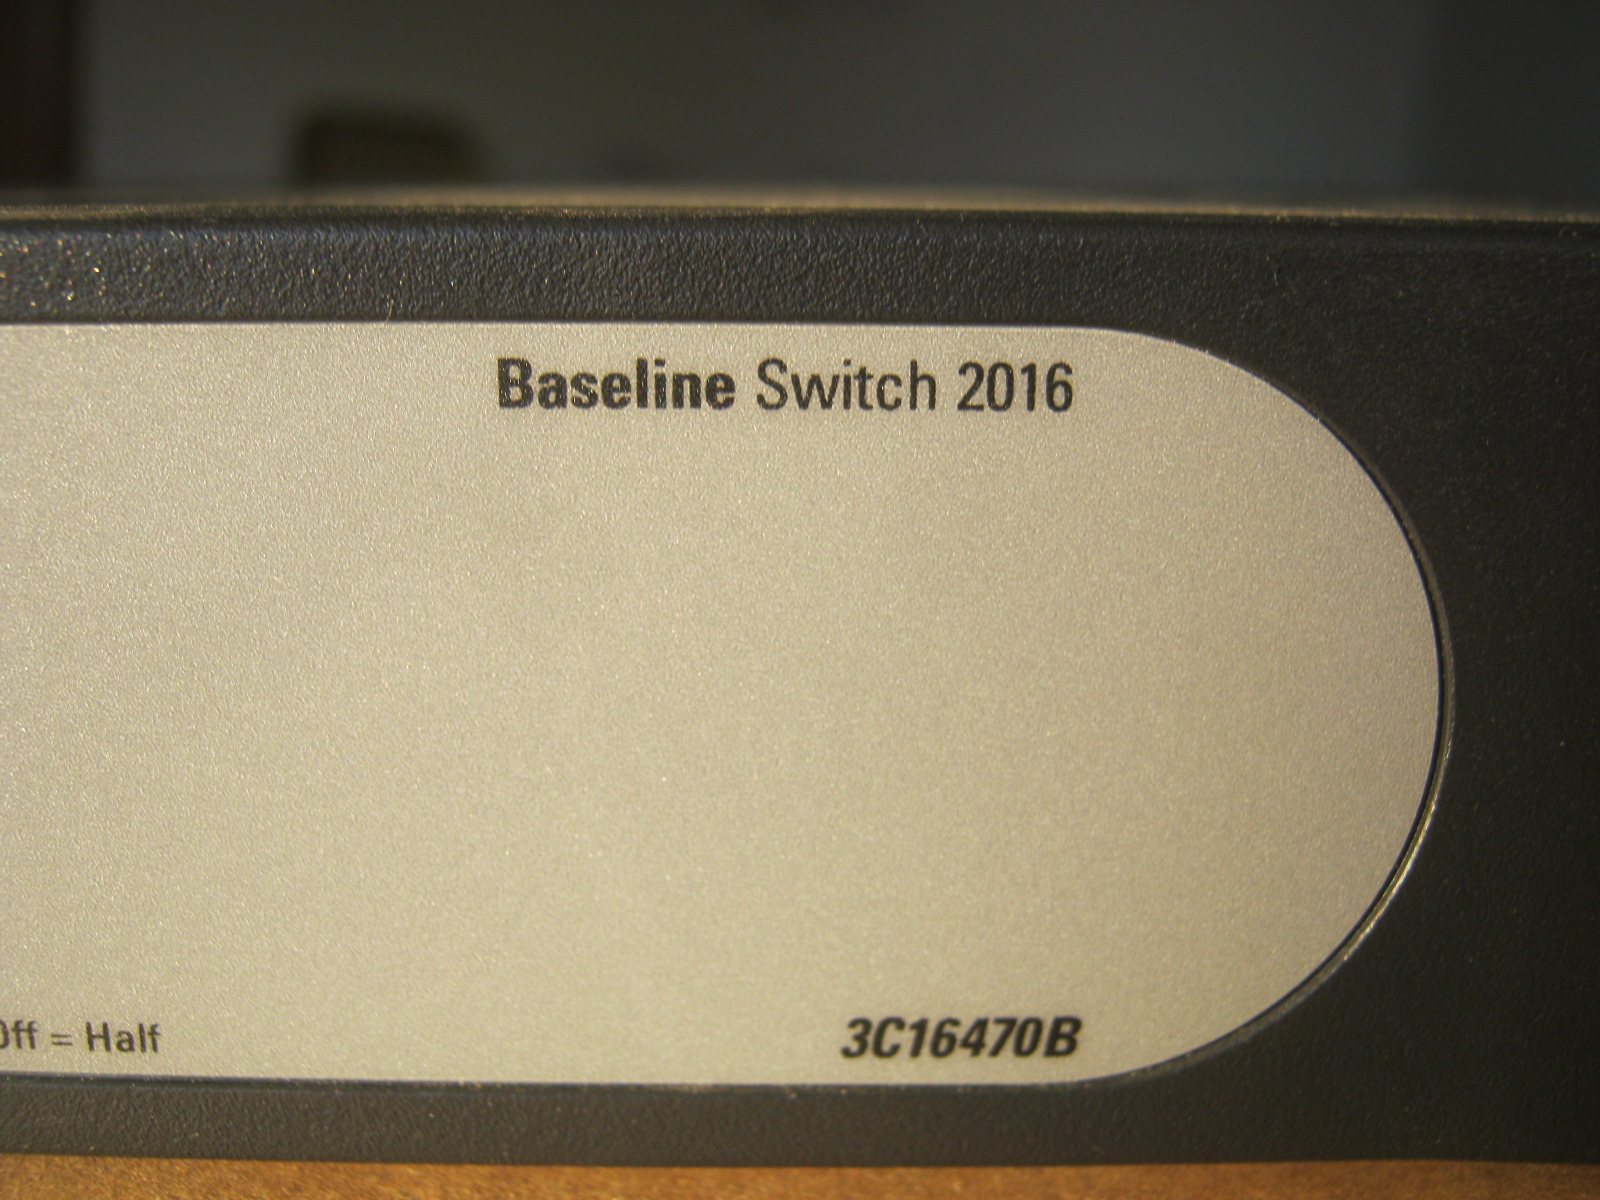 Baseline Switch 2016
Off = Half
3C16470B